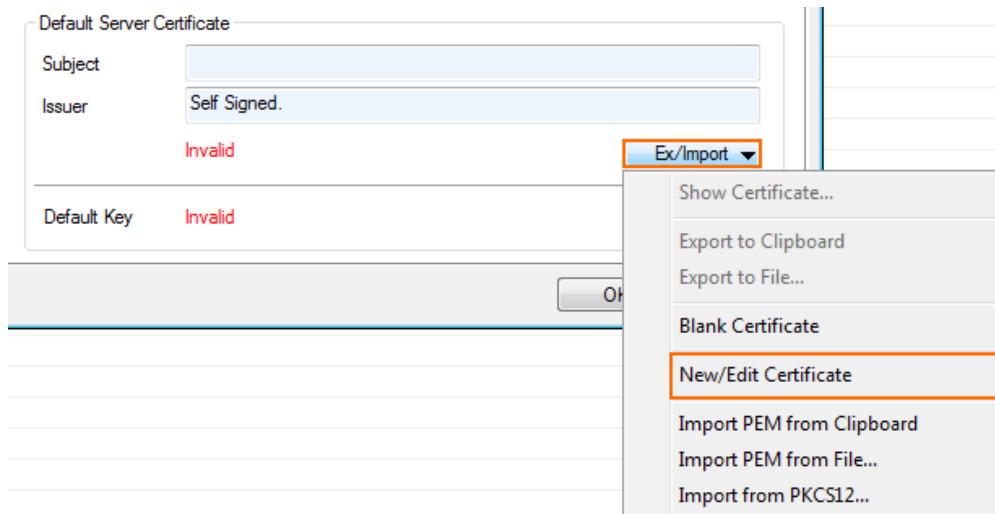 Default Server Certificate
Subject
Issuer
Self Signed.
Invalid
Ex/Import
Default Key
Invalid
Show Certificate...
Export to Clipboard
Export to File...
Blank Certificate
New/Edit Certificate
Import PEM from Clipboard
Import PEM from File...
Import from PKCS12...